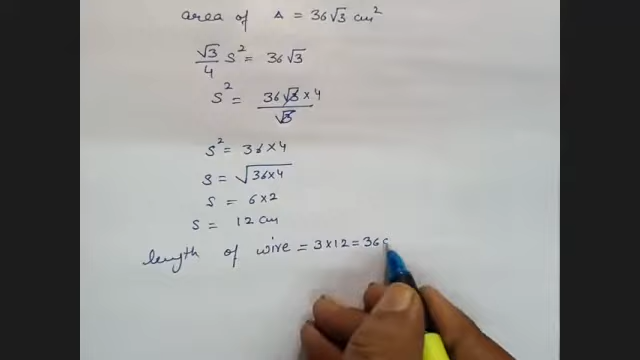 area of Δ = 36√3 cm²
√3/4 S² = 36√3
S² = 36√3 × 4 / √3
S² = 36 × 4
S = √36×4
S = 6 × 2
S = 12 cm
length of wire = 3 × 12 = 36c